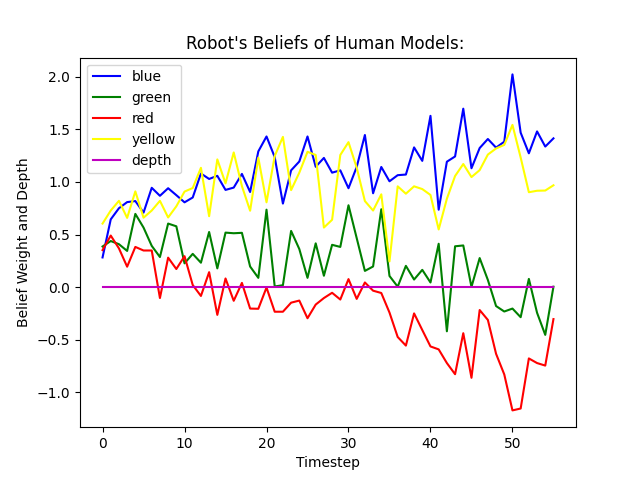 Robot's Beliefs of Human Models:
blue
green
red
yellow
depth
Belief Weight and Depth
2.0
1.5
1.0
0.5
0.0
−0.5
−1.0
0 10 20 30 40 50
Timestep